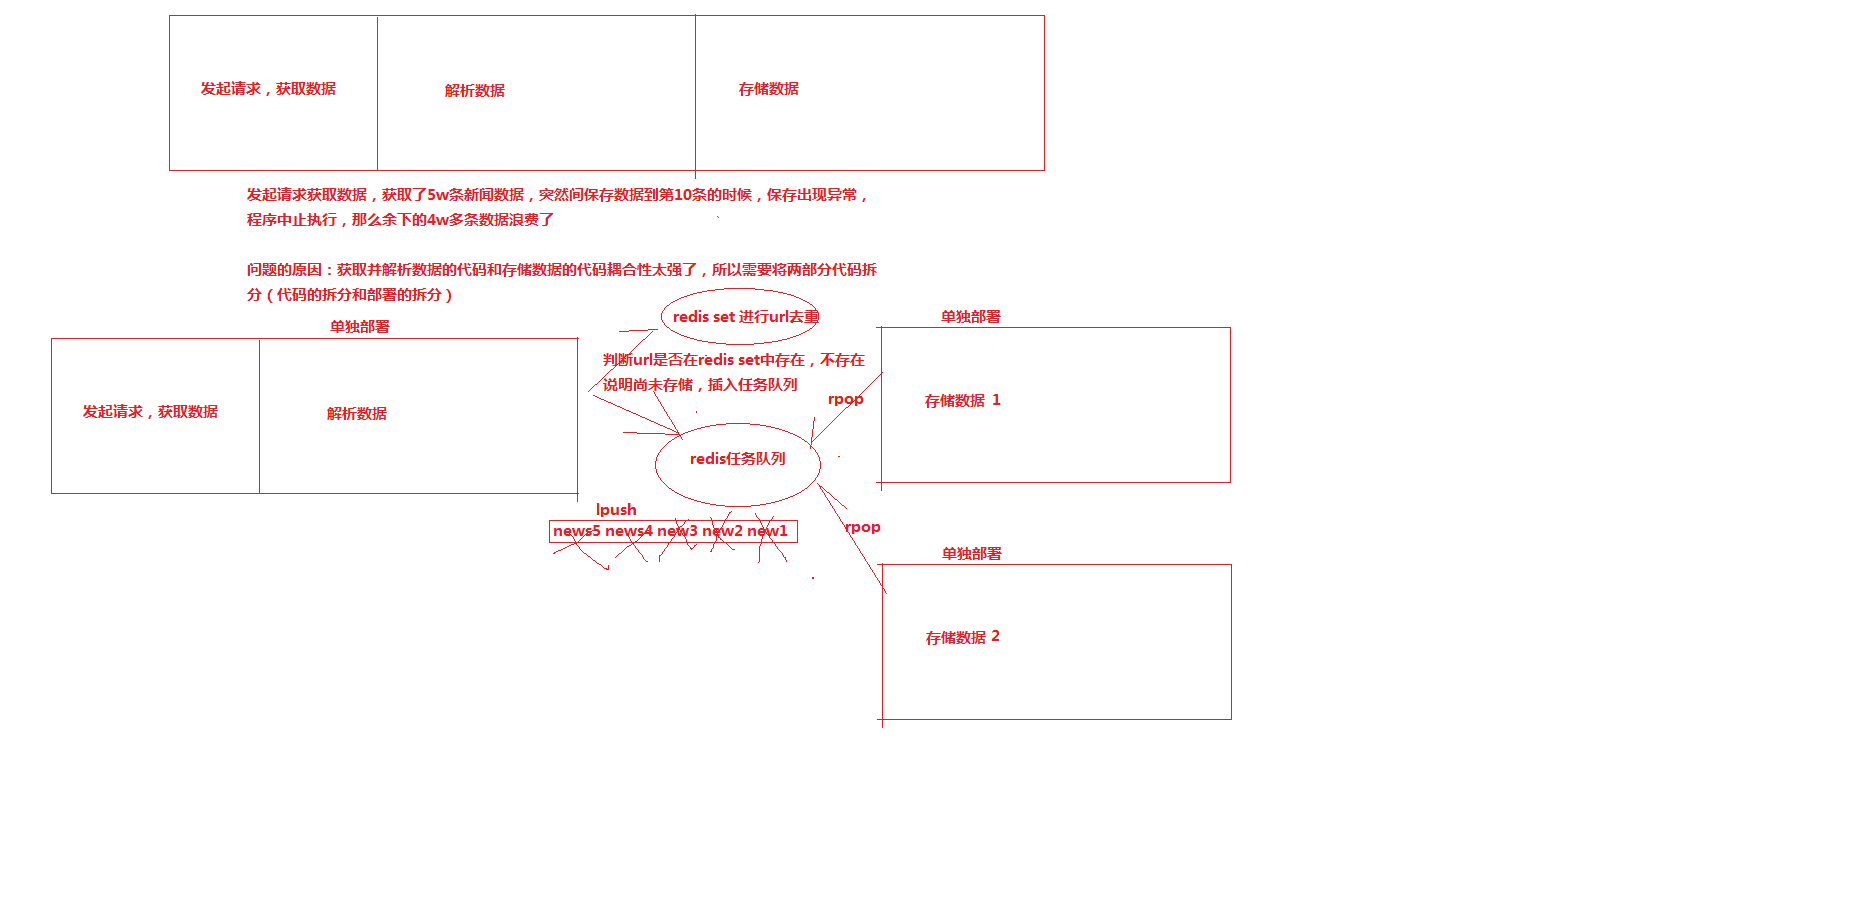 发起请求，获取数据
解析数据
存储数据
发起请求获取数据，获取了5w条新闻数据，突然间保存数据到第10条的时候，保存出现异常，
程序中止执行，那么余下的4w多条数据浪费了
问题的原因：获取并解析数据的代码和存储数据的代码耦合性太强了，所以需要将两部分代码拆
分（代码的拆分和部署的拆分）
单独部署
发起请求，获取数据
解析数据
redis set 进行url去重
判断url是否在redis set中存在，不存在
说明尚未存储，插入任务队列
redis任务队列
lpush
news5 news4 new3 new2 new1
rpop
rpop
单独部署
存储数据 1
单独部署
存储数据 2